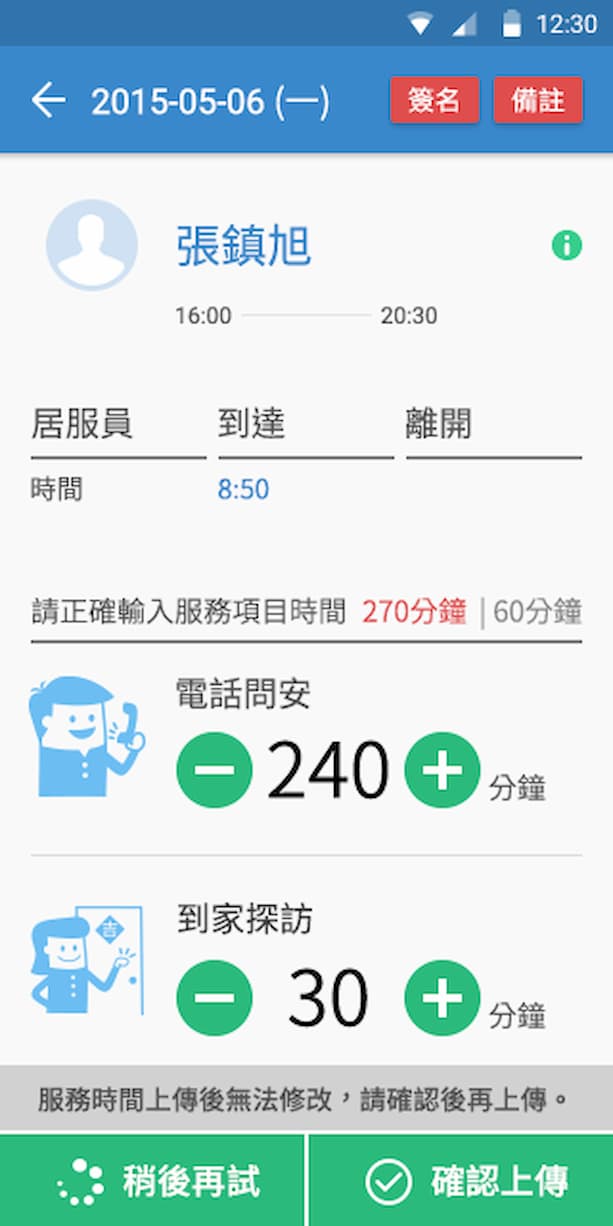 12:30
2015-05-06 (一) 簽名 備註
張鎮旭
16:00 20:30
居服員 到達 離開
時間 8:50
請正確輸入服務項目時間 270分鐘 | 60分鐘
電話問安
240 分鐘
吉
到家探訪
30 分鐘
服務時間上傳後無法修改，請確認後再上傳。
稍後再試 確認上傳